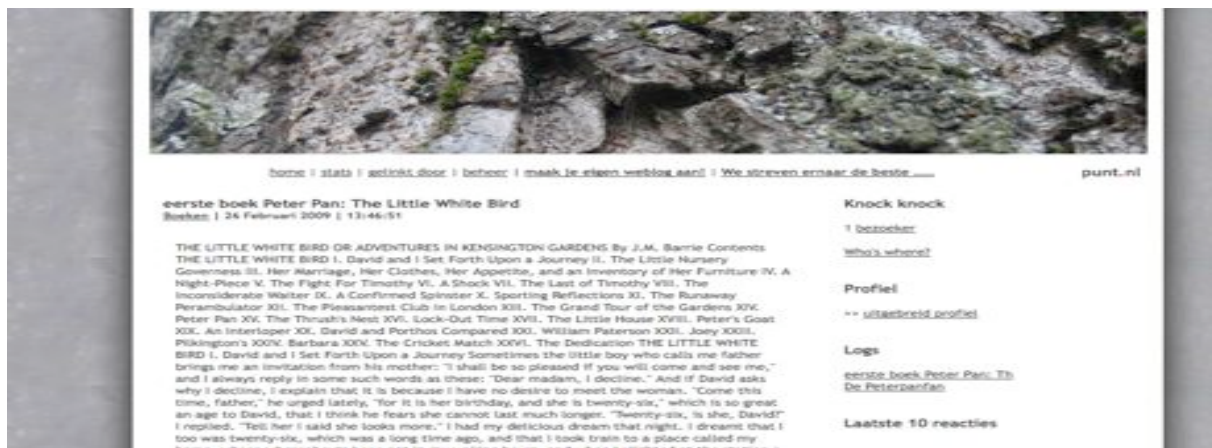 home | stats | gelinkt door | beheer | maak je eigen weblog aan! | We streven ernaar de beste .....
punt.nl
eerste boek Peter Pan: The Little White Bird
Boeken | 26 Februari 2009 | 13:46:51
THE LITTLE WHITE BIRD OR ADVENTURES IN KENSINGTON GARDENS By J.M. Barrie Contents
THE LITTLE WHITE BIRD I. David and I Set Forth Upon a Journey II. The Little Nursery
Governess III. Her Marriage, Her Clothes, Her Appetite, and an Inventory of Her Furniture IV. A
Night-Piece V. The Fight For Timothy VI. A Shock VII. The Last of Timothy VIII. The
Inconsiderate Waiter IX. A Confirmed Spinster X. Sporting Reflections XI. The Runaway
Perambulator XII. The Pleasantest Club in London XIII. The Grand Tour of the Gardens XIV.
Peter Pan XV. The Thrush's Nest XVI. Lock-Out Time XVII. The Little House XVIII. Peter's Goat
XIX. An Interloper XX. David and Porthos Compared XXI. William Paterson XXII. Joey XXIII.
Pilkington's XXIV. Barbara XXV. The Cricket Match XXVI. The Dedication THE LITTLE WHITE
BIRD I. David and I Set Forth Upon a Journey Sometimes the little boy who calls me father
brings me an invitation from his mother: "I shall be so pleased if you will come and see me,"
and I always reply in some such words as these: "Dear madam, I decline." And if David asks
why I decline, I explain that it is because I have no desire to meet the woman. "Come this
time, father," he urged lately, "for it is her birthday, and she is twenty-six," which is so great
an age to David, that I think he fears she cannot last much longer. "Twenty-six, is she, David?"
I replied. "Tell her I said she looks more." I had my delicious dream that night. I dreamt that I
too was twenty-six, which was a long time ago, and that I took train to a place called my
Knock knock
1 bezoeker
Who's where?
Profiel
»» uitgebreid profiel
Logs
eerste boek Peter Pan: Th
De Peterpanfan
Laatste 10 reacties